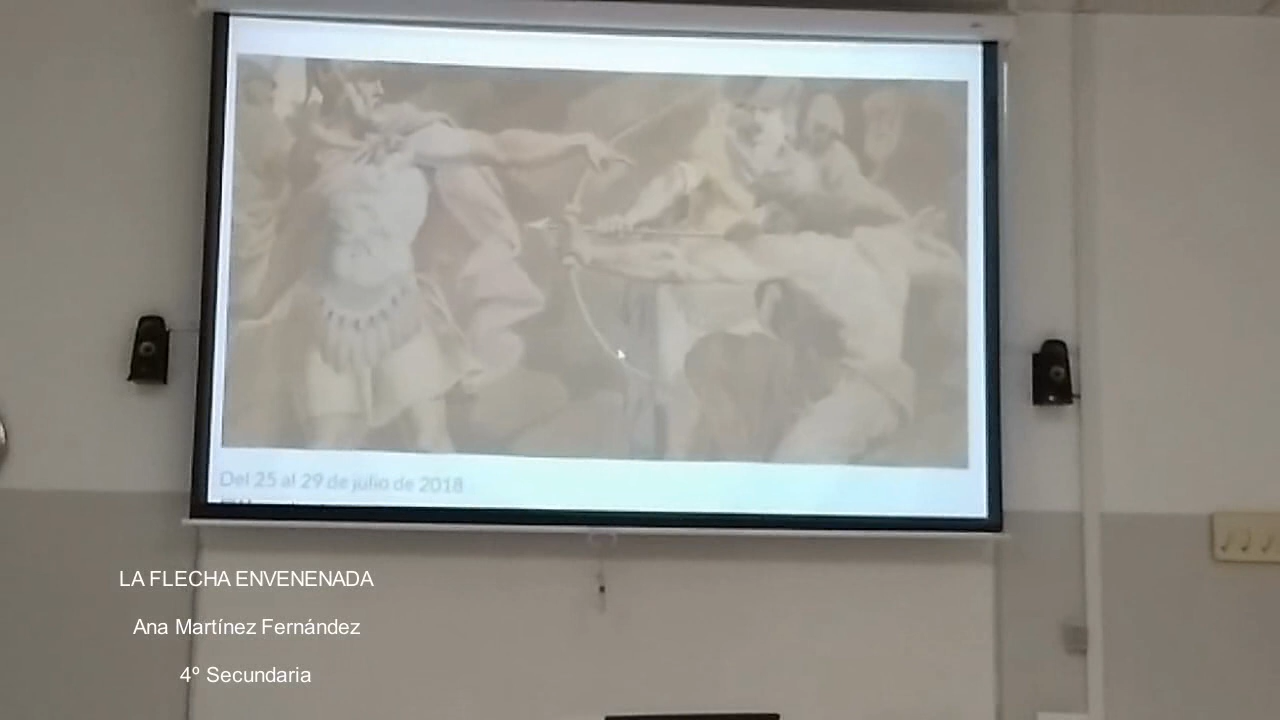 Del 25 al 29 de julio de 2018
LA FLECHA ENVENENADA
Ana Martínez Fernández
4º Secundaria